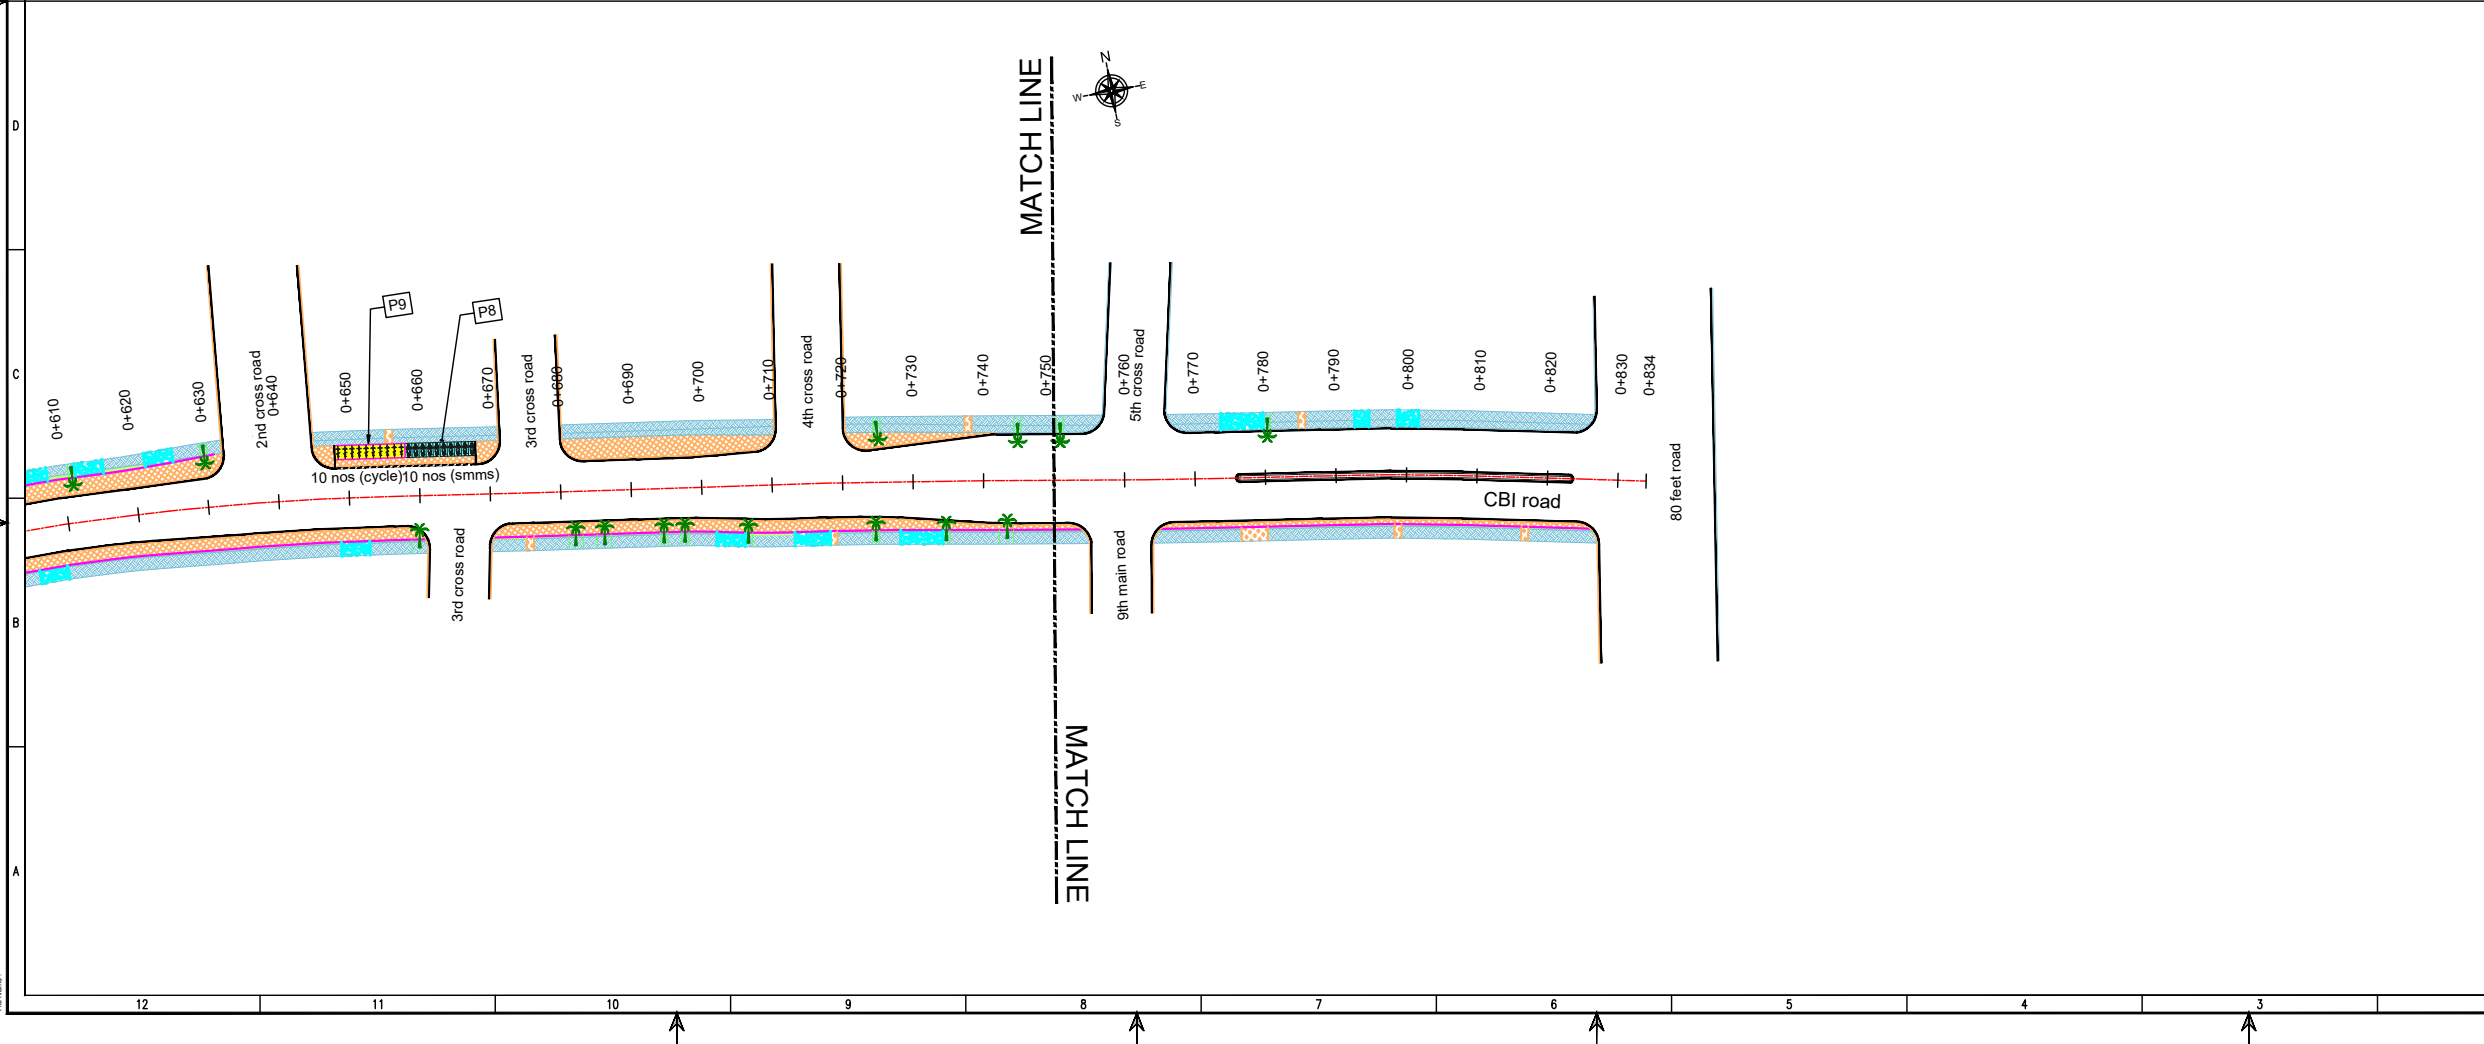 MATCH LINE
N
W
E
S
D
C
B
A
P9
P8
0+610
0+620
0+630
2nd cross road
0+640
0+650
0+660
0+670
3rd cross road
0+680
0+690
0+700
0+710
4th cross road
0+720
0+730
0+740
0+750
0+760
5th cross road
0+770
0+780
0+790
0+800
0+810
0+820
0+830
0+834
10 nos (cycle)
10 nos (smms)
CBI road
80 feet road
3rd cross road
9th main road
MATCH LINE
12
11
10
9
8
7
6
5
4
3